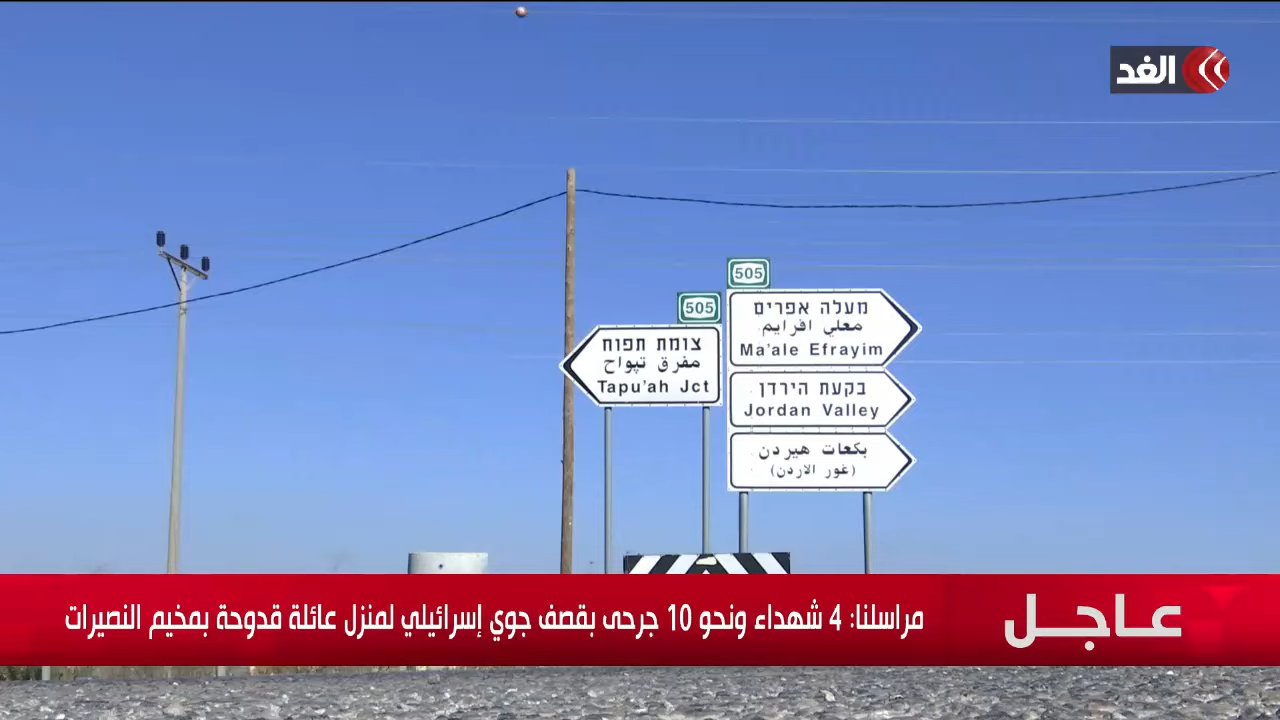 الغد
505
מעלה אפרים
معلي افرايم
Ma'ale Efrayim
505
צומת תפוח
مفرق تپواح
Tapu'ah Jct
בקעת הירדן
Jordan Valley
بكعات هيردن
(غور الاردن)
عاجل
مراسلنا: 4 شهداء ونحو 10 جرحى بقصف جوي إسرائيلي لمنزل عائلة قدوحة بمخيم النصيرات